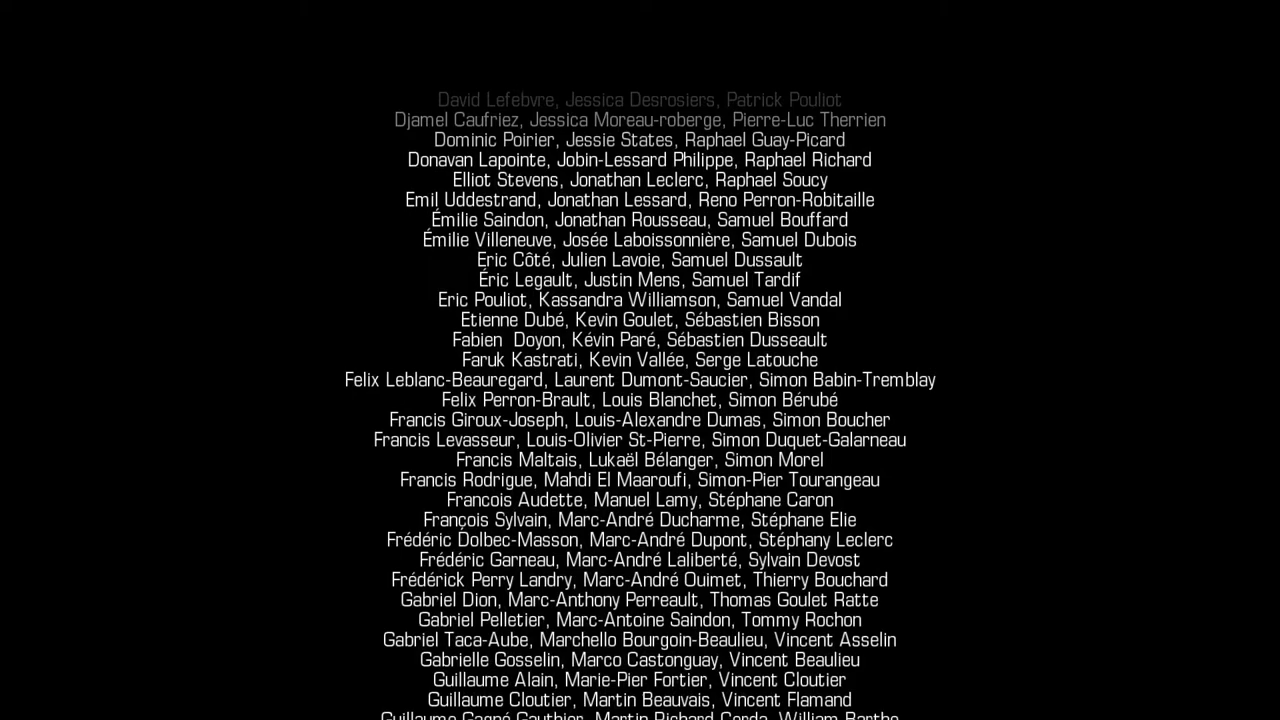 David Lefebvre, Jessica Desrosiers, Patrick Pouliot
Djamel Caufriez, Jessica Moreau-roberge, Pierre-Luc Therrien
Dominic Poirier, Jessie States, Raphael Guay-Picard
Donavan Lapointe, Jobin-Lessard Philippe, Raphael Richard
Elliot Stevens, Jonathan Leclerc, Raphael Soucy
Emil Uddestrand, Jonathan Lessard, Reno Perron-Robitaille
Émilie Saindon, Jonathan Rousseau, Samuel Bouffard
Émilie Villeneuve, Josée Laboissonnière, Samuel Dubois
Eric Côté, Julien Lavoie, Samuel Dussault
Éric Legault, Justin Mens, Samuel Tardif
Eric Pouliot, Kassandra Williamson, Samuel Vandal
Etienne Dubé, Kevin Goulet, Sébastien Bisson
Fabien  Doyon, Kévin Paré, Sébastien Dusseault
Faruk Kastrati, Kevin Vallée, Serge Latouche
Felix Leblanc-Beauregard, Laurent Dumont-Saucier, Simon Babin-Tremblay
Felix Perron-Brault, Louis Blanchet, Simon Bérubé
Francis Giroux-Joseph, Louis-Alexandre Dumas, Simon Boucher
Francis Levasseur, Louis-Olivier St-Pierre, Simon Duquet-Galarneau
Francis Maltais, Lukaël Bélanger, Simon Morel
Francis Rodrigue, Mahdi El Maaroufi, Simon-Pier Tourangeau
Francois Audette, Manuel Lamy, Stéphane Caron
François Sylvain, Marc-André Ducharme, Stéphane Elie
Frédéric Dolbec-Masson, Marc-André Dupont, Stéphany Leclerc
Frédéric Garneau, Marc-André Laliberté, Sylvain Devost
Frédérick Perry Landry, Marc-André Ouimet, Thierry Bouchard
Gabriel Dion, Marc-Anthony Perreault, Thomas Goulet Ratte
Gabriel Pelletier, Marc-Antoine Saindon, Tommy Rochon
Gabriel Taca-Aube, Marchello Bourgoin-Beaulieu, Vincent Asselin
Gabrielle Gosselin, Marco Castonguay, Vincent Beaulieu
Guillaume Alain, Marie-Pier Fortier, Vincent Cloutier
Guillaume Cloutier, Martin Beauvais, Vincent Flamand
Guillaume Gagné Gauthier, Martin Richard Cerda, William Barthe